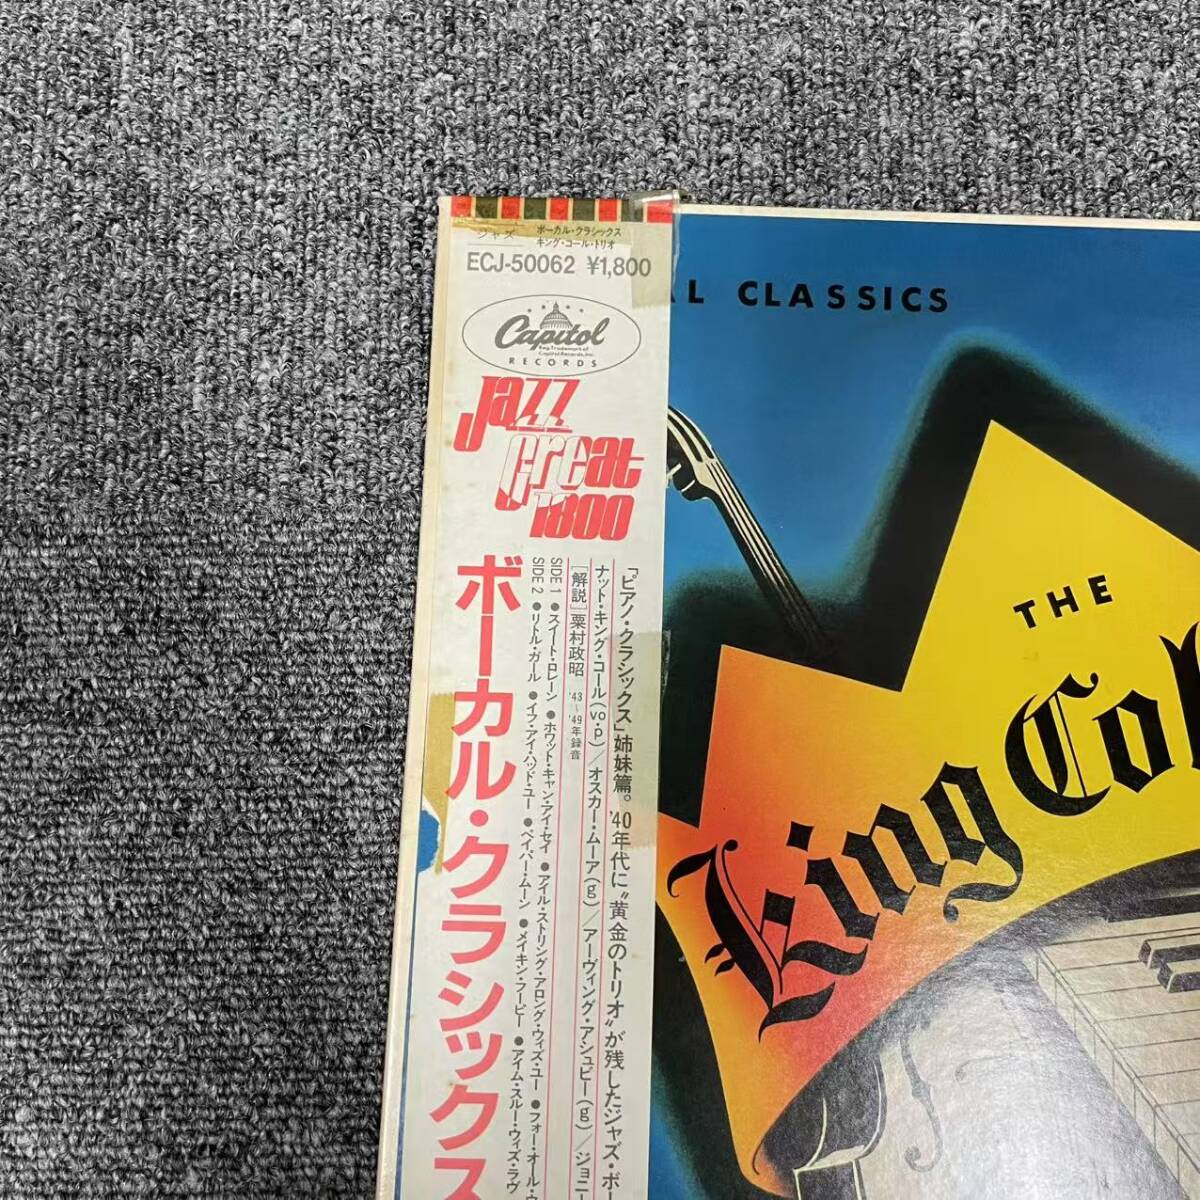 ジャズ
ボーカル・クラシックス
キング・コール・トリオ
ECJ-50062 ¥1,800
Capitol
Reg. Trademark of
Capitol Records, Inc.
RECORDS
Jazz
Great
1800
ボーカル・クラシックス
「ピアノ・クラシックス」姉妹篇。'40年代に〝黄金のトリオ〟が残したジャズ・ボー
ナット・キング・コール(vo・p)／オスカー・ムーア(g)／アーヴィング・アシュビー(g)／ジョニー
[解説]粟村政昭 '43〜'49年録音
SIDE 1 ●スイート・ロレーン ●ホワット・キャン・アイ・セイ ●アイル・ストリング・アロング・ウィズ・ユー ●フォー・オール・ウ
SIDE 2 ●リトル・ガール ●イフ・アイ・ハッド・ユー ●ペイパー・ムーン ●メイキン・フーピー ●アイム・スルー・ウィズ・ラヴ
AL CLASSICS
THE
King Col